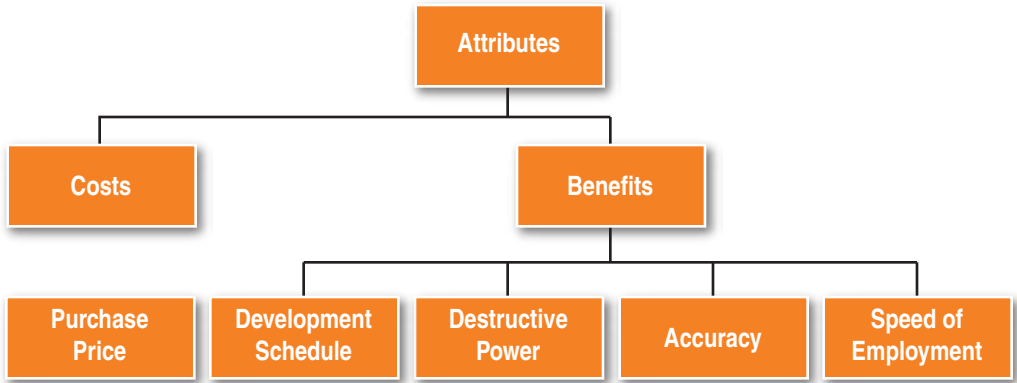 Attributes
Costs
Benefits
Purchase
Price
Development
Schedule
Destructive
Power
Accuracy
Speed of
Employment